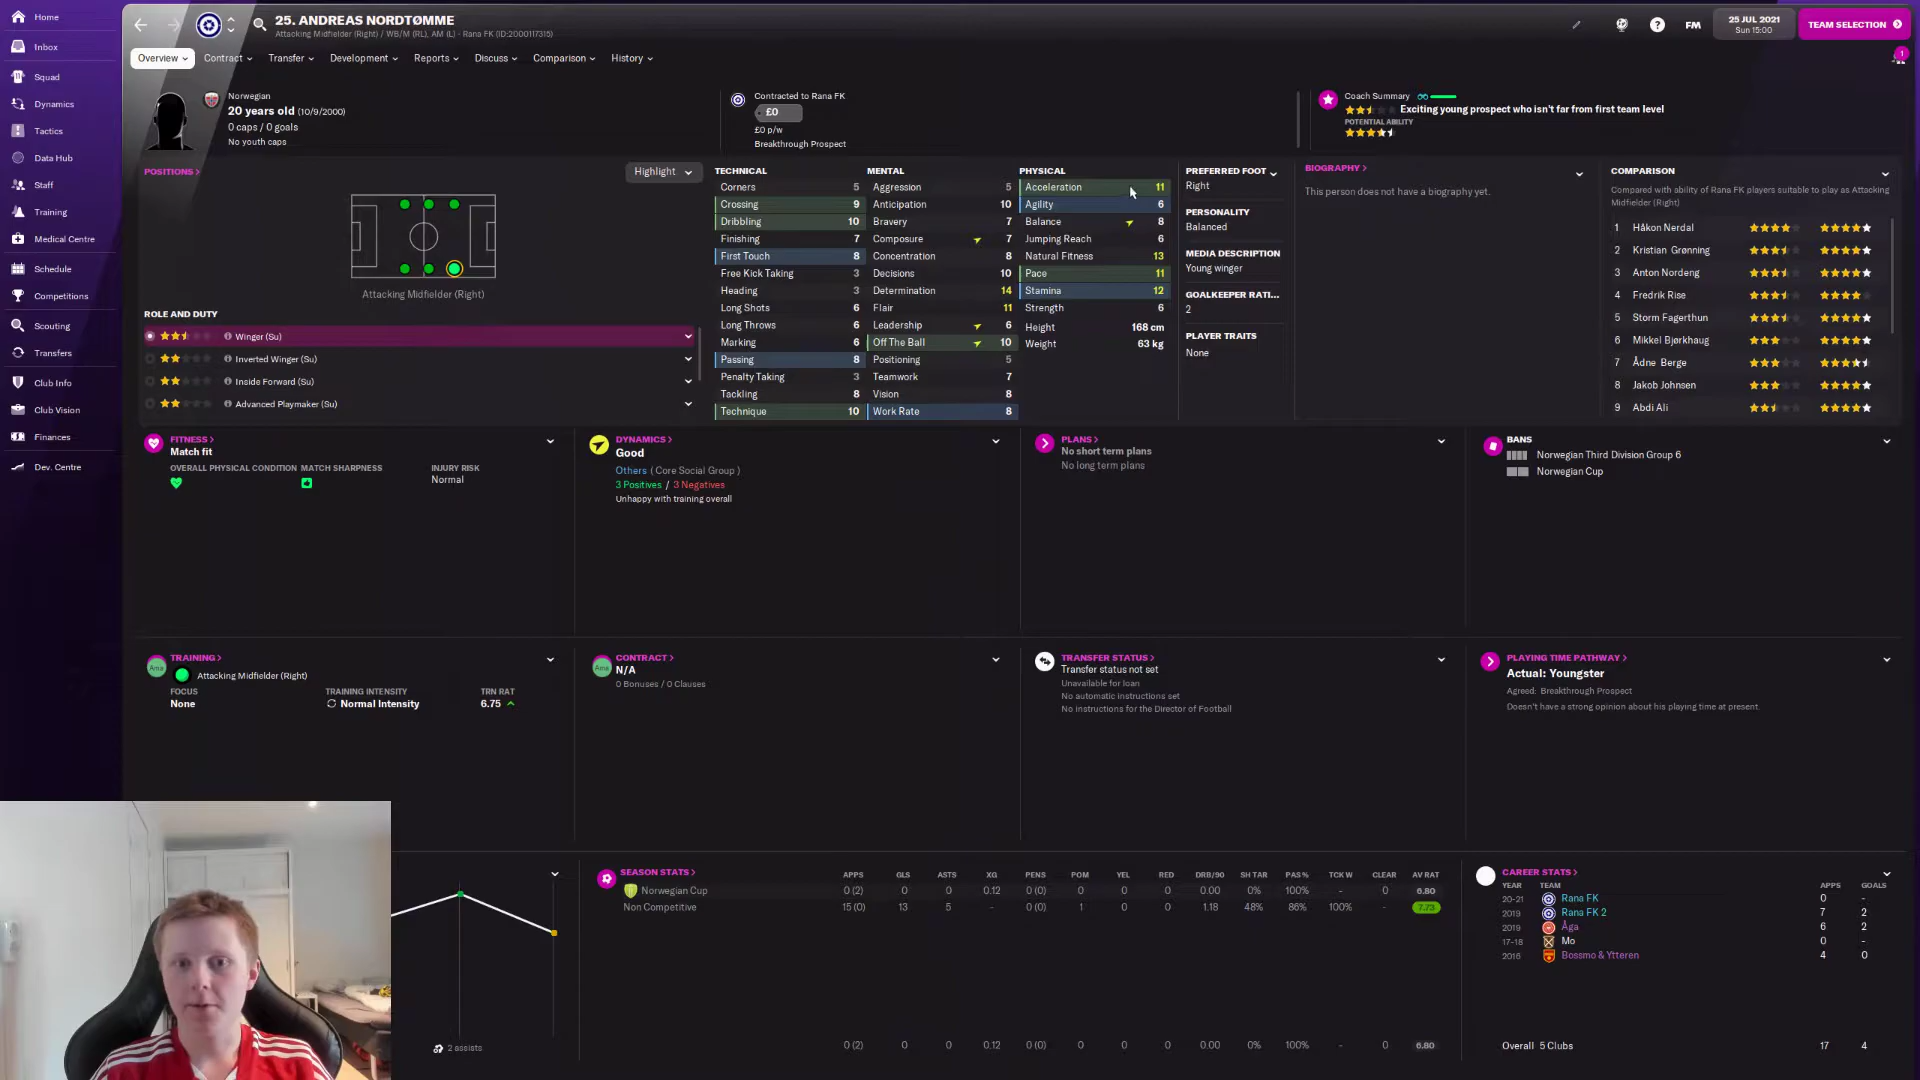 Home
Inbox
Squad
Dynamics
Tactics
Data Hub
Staff
Training
Medical Centre
Schedule
Competitions
Scouting
Transfers
Club Info
Club Vision
Finances
Dev. Centre
25. ANDREAS NORDTØMME
Attacking Midfielder (Right) / WB/M (RL), AM (L) - Rana FK (ID:2000117315)
FM
25 JUL 2021
Sun 15:00
TEAM SELECTION
1
Overview
Contract
Transfer
Development
Reports
Discuss
Comparison
History
Norwegian
20 years old (10/9/2000)
0 caps / 0 goals
No youth caps
Contracted to Rana FK
£0
£0 p/w
Breakthrough Prospect
Coach Summary
Exciting young prospect who isn't far from first team level
POTENTIAL ABILITY
POSITIONS >
Highlight
Attacking Midfielder (Right)
ROLE AND DUTY
Winger (Su)
Inverted Winger (Su)
Inside Forward (Su)
Advanced Playmaker (Su)
TECHNICAL
Corners 5
Crossing 9
Dribbling 10
Finishing 7
First Touch 8
Free Kick Taking 3
Heading 3
Long Shots 6
Long Throws 6
Marking 6
Passing 8
Penalty Taking 3
Tackling 8
Technique 10
MENTAL
Aggression 5
Anticipation 10
Bravery 7
Composure 7
Concentration 8
Decisions 10
Determination 14
Flair 11
Leadership 6
Off The Ball 10
Positioning 5
Teamwork 7
Vision 8
Work Rate 8
PHYSICAL
Acceleration 11
Agility 6
Balance 8
Jumping Reach 6
Natural Fitness 13
Pace 11
Stamina 12
Strength 6
Height 168 cm
Weight 63 kg
PREFERRED FOOT
Right
PERSONALITY
Balanced
MEDIA DESCRIPTION
Young winger
GOALKEEPER RATI...
2
PLAYER TRAITS
None
BIOGRAPHY >
This person does not have a biography yet.
COMPARISON
Compared with ability of Rana FK players suitable to play as Attacking
Midfielder (Right)
1 Håkon Nerdal
2 Kristian Grønning
3 Anton Nordeng
4 Fredrik Rise
5 Storm Fagerthun
6 Mikkel Bjørkhaug
7 Ådne Berge
8 Jakob Johnsen
9 Abdi Ali
FITNESS >
Match fit
OVERALL PHYSICAL CONDITION MATCH SHARPNESS INJURY RISK
Normal
DYNAMICS >
Good
Others ( Core Social Group )
3 Positives / 3 Negatives
Unhappy with training overall
PLANS >
No short term plans
No long term plans
BANS
Norwegian Third Division Group 6
Norwegian Cup
TRAINING >
Attacking Midfielder (Right)
FOCUS TRAINING INTENSITY TRN RAT
None Normal Intensity 6.75
CONTRACT >
N/A
0 Bonuses / 0 Clauses
TRANSFER STATUS >
Transfer status not set
Unavailable for loan
No automatic instructions set
No instructions for the Director of Football
PLAYING TIME PATHWAY >
Actual: Youngster
Agreed: Breakthrough Prospect
Doesn't have a strong opinion about his playing time at present.
2 assists
SEASON STATS > APPS GLS ASTS XG PENS POM YEL RED DRB/90 SH TAR PAS % TCK W CLEAR AV RAT
Norwegian Cup 0 (2) 0 0 0.12 0 (0) 0 0 0 0.00 0% 100% - 0 6.80
Non Competitive 15 (0) 13 5 - 0 (0) 1 0 0 1.18 48% 86% 100% - 7.73
0 (2) 0 0 0.12 0 (0) 0 0 0 0.00 0% 100% - 0 6.80
CAREER STATS >
YEAR TEAM APPS GOALS
20-21 Rana FK 0 -
2019 Rana FK 2 7 2
2019 Åga 6 2
17-18 Mo 0 -
2016 Bossmo & Ytteren 4 0
Overall 5 Clubs 17 4